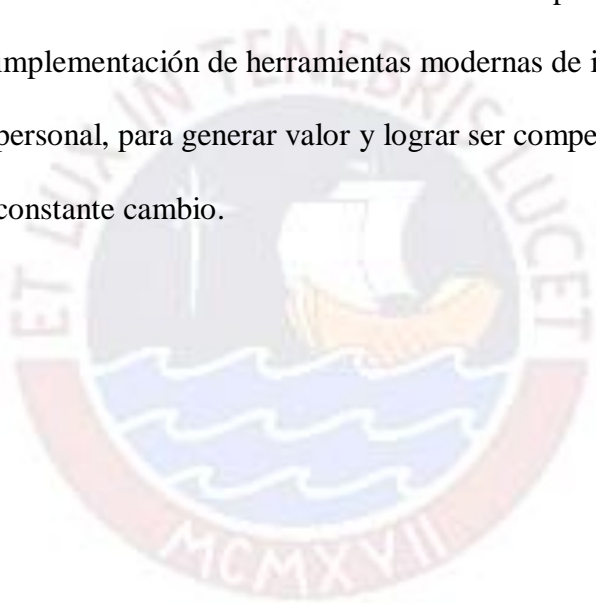 implementación de herramientas modernas de i
personal, para generar valor y lograr ser compe
constante cambio.
ET LUX IN TENEBRIS LUCET
MCMXVII